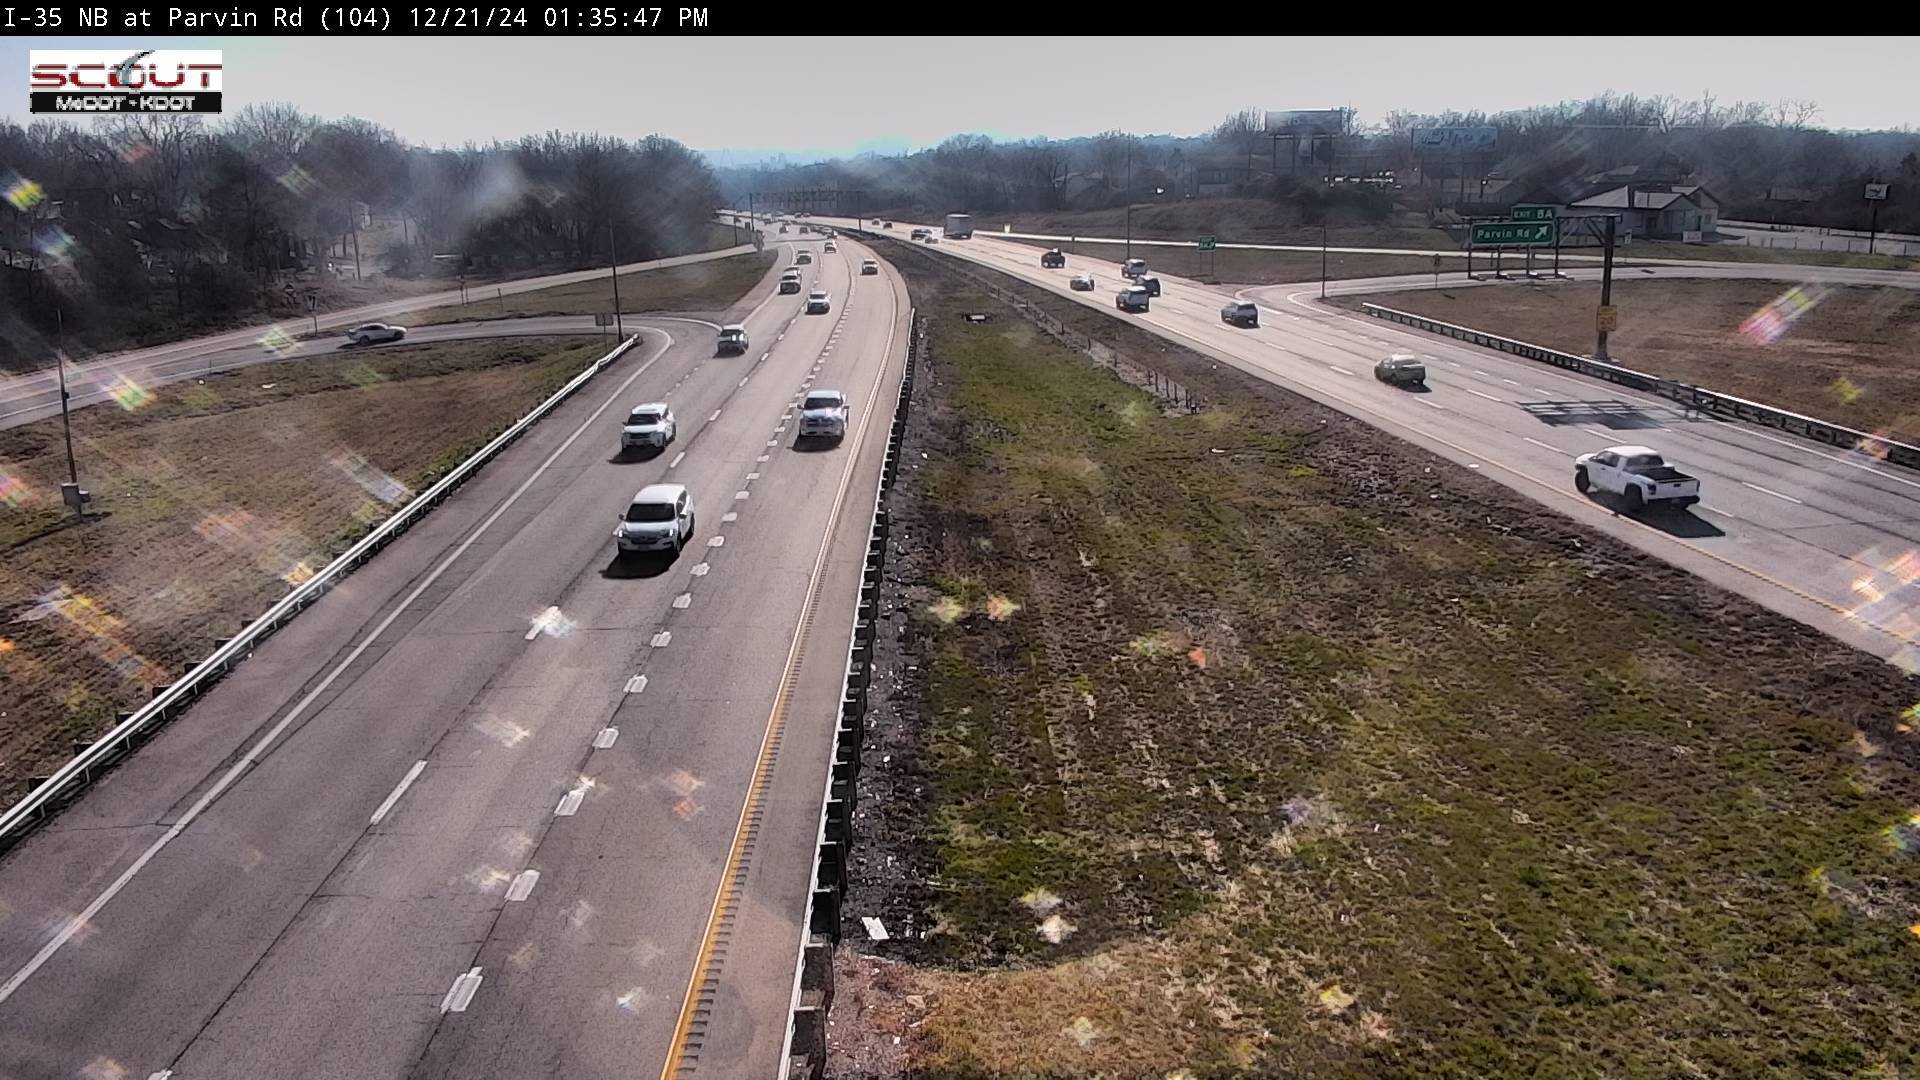 I-35 NB at Parvin Rd (104) 12/21/24 01:35:47 PM
SCOUT
MoDOT - KDOT
EXIT 8A
Parvin Rd